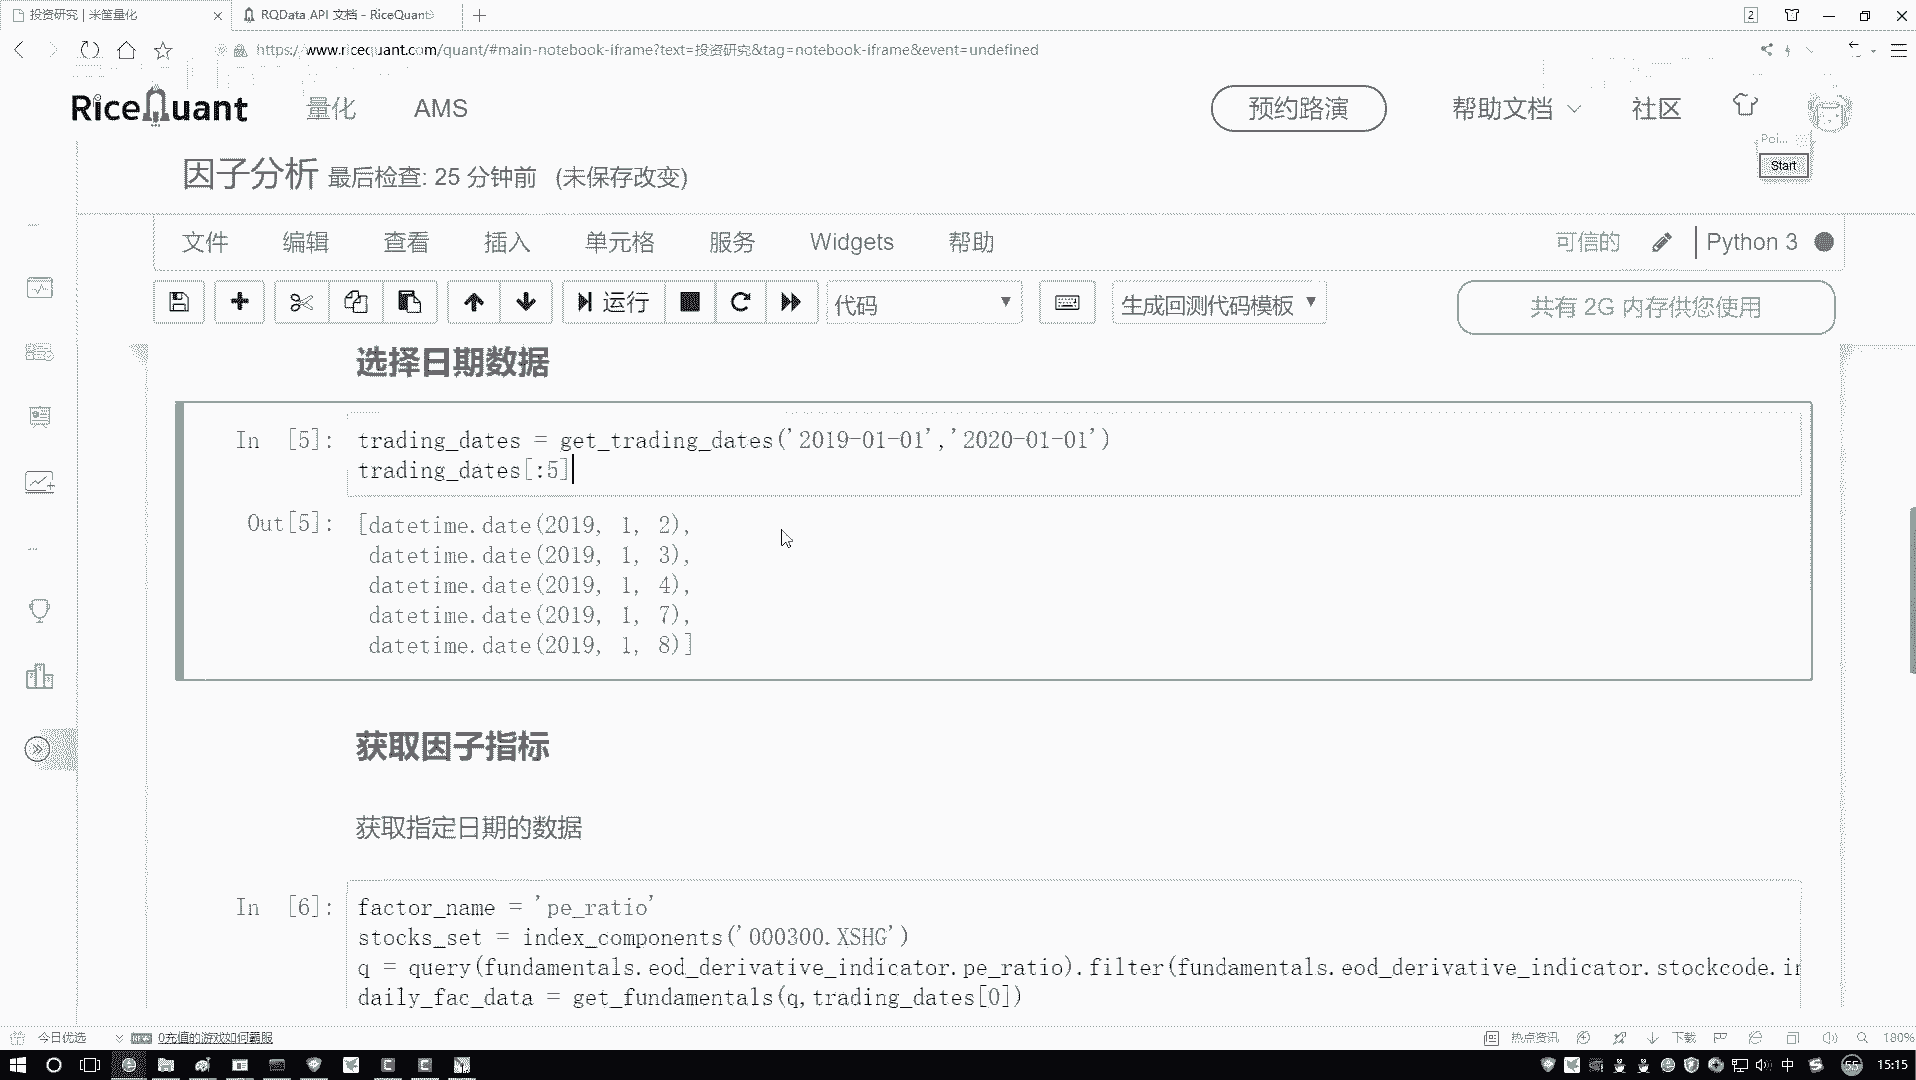 投资研究 | 米筐量化
RQData API 文档 - RiceQuant
2
https://www.ricequant.com/quant/#main-notebook-iframe?text=投资研究&tag=notebook-iframe&event=undefined
RiceQuant
量化
AMS
预约路演
帮助文档
社区
Poi...
Start
因子分析 最后检查: 25 分钟前 (未保存改变)
文件 编辑 查看 插入 单元格 服务 Widgets 帮助
可信的
Python 3
运行
代码
生成回测代码模板
共有 2G 内存供您使用
选择日期数据
In [5]: trading_dates = get_trading_dates('2019-01-01','2020-01-01')
trading_dates[:5]
Out[5]: [datetime.date(2019, 1, 2),
datetime.date(2019, 1, 3),
datetime.date(2019, 1, 4),
datetime.date(2019, 1, 7),
datetime.date(2019, 1, 8)]
获取因子指标
获取指定日期的数据
In [6]: factor_name = 'pe_ratio'
stocks_set = index_components('000300.XSHG')
q = query(fundamentals.eod_derivative_indicator.pe_ratio).filter(fundamentals.eod_derivative_indicator.stockcode.in
daily_fac_data = get_fundamentals(q,trading_dates[0])
今日优选
0充值的游戏如何霸服
热点资讯
下载
180%
中
55
15:15